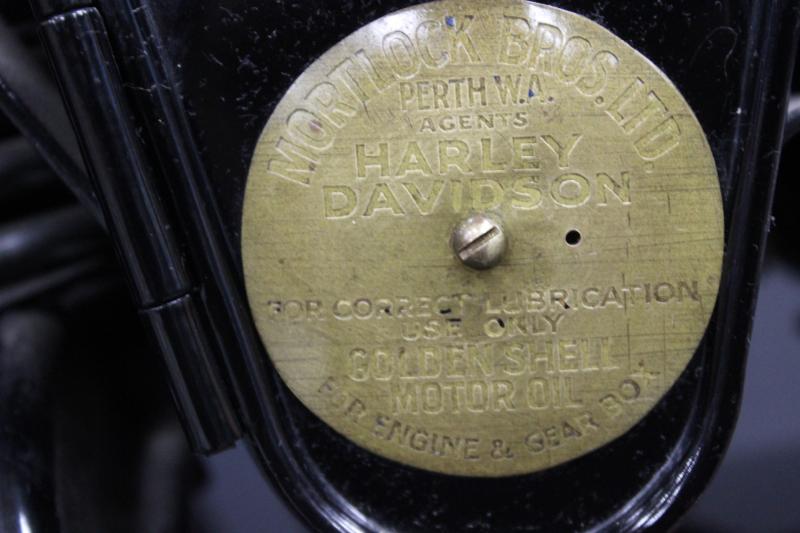 MORTLOCK BROS. LTD.
PERTH W.A.
AGENTS
HARLEY
DAVIDSON
FOR CORRECT LUBRICATION
USE ONLY
GOLDEN SHELL
MOTOR OIL
FOR ENGINE & GEAR BOX